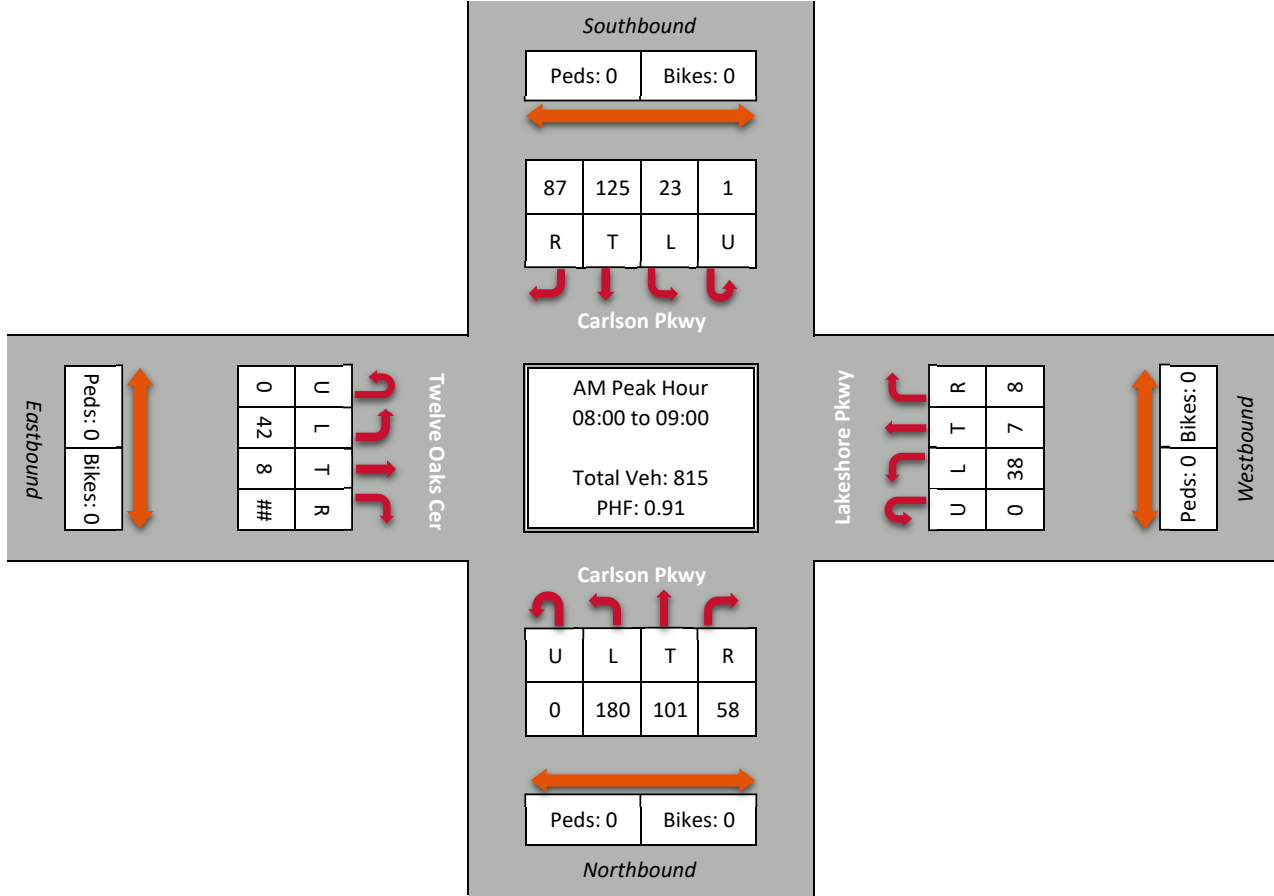 Southbound
Peds: 0 Bikes: 0
87 125 23 1
R T L U
Carlson Pkwy
Eastbound
Peds: 0 Bikes: 0
0 42 8 ##
U L T R
Twelve Oaks Cer
AM Peak Hour
08:00 to 09:00
Total Veh: 815
PHF: 0.91
Lakeshore Pkwy
R T L U
8 7 38 0
Peds: 0 Bikes: 0
Westbound
Carlson Pkwy
U L T R
0 180 101 58
Peds: 0 Bikes: 0
Northbound